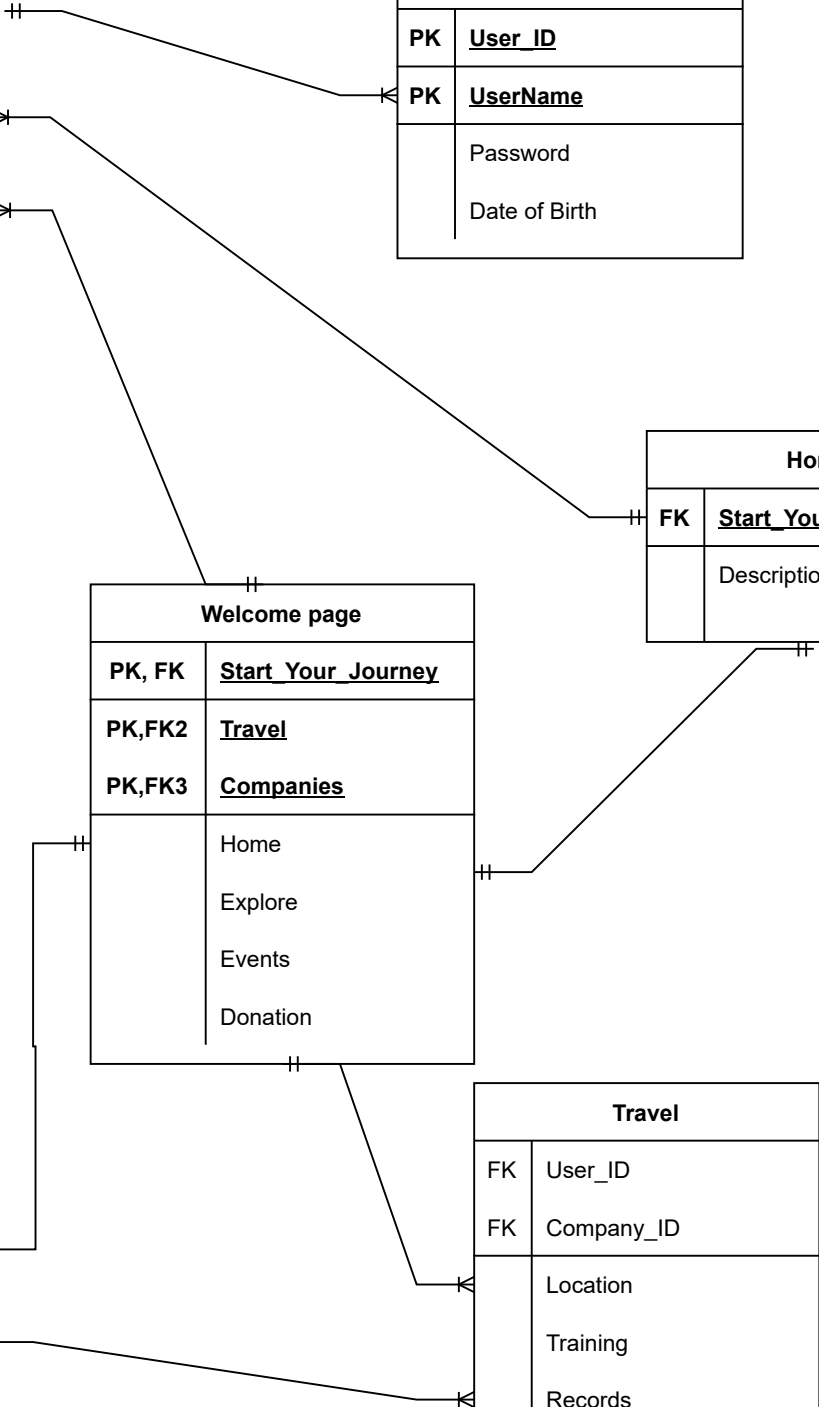 PK User_ID
PK UserName
Password
Date of Birth
FK
Welcome page
PK, FK Start_Your_Journey
PK,FK2 Travel
PK,FK3 Companies
Home
Explore
Events
Donation
Travel
FK User_ID
FK Company_ID
Location
Training
Records